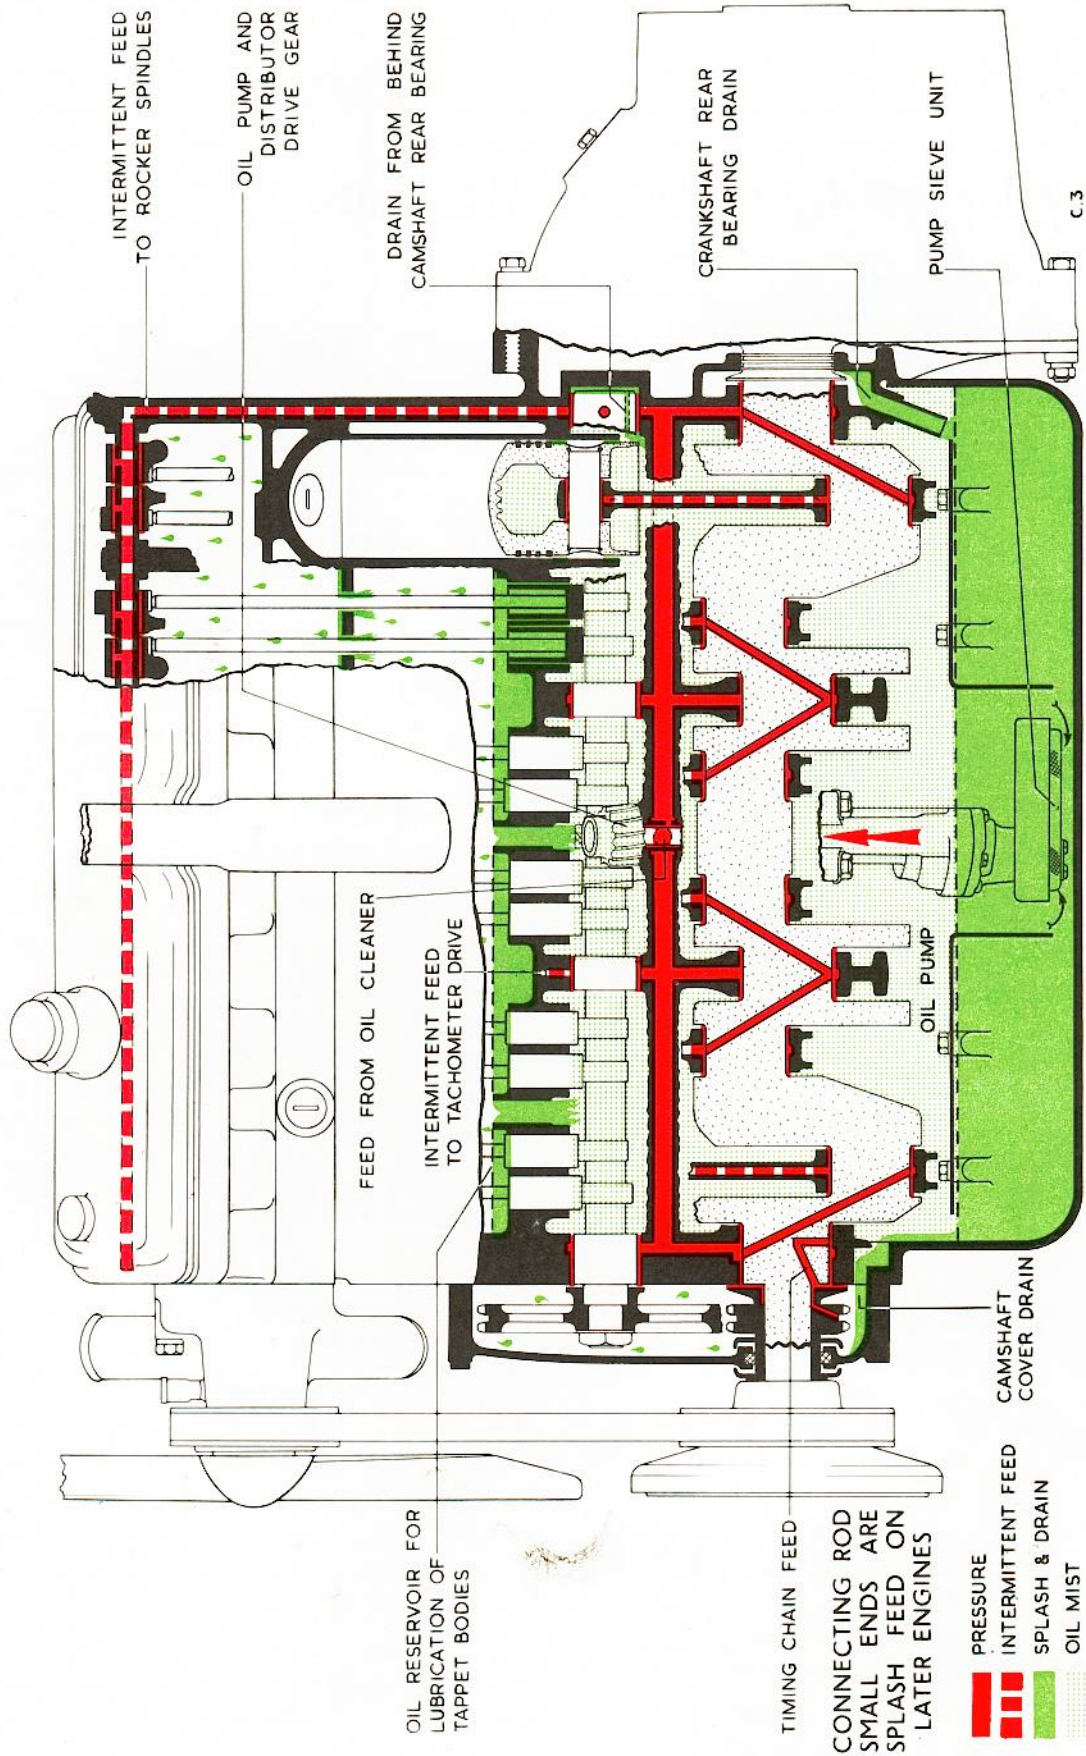 INTERMITTENT FEED
TO ROCKER SPINDLES
OIL PUMP AND
DISTRIBUTOR
DRIVE GEAR
DRAIN FROM BEHIND
CAMSHAFT REAR BEARING
CRANKSHAFT REAR
BEARING DRAIN
PUMP SIEVE UNIT
C.3
FEED FROM OIL CLEANER
INTERMITTENT FEED
TO TACHOMETER DRIVE
OIL PUMP
OIL RESERVOIR FOR
LUBRICATION OF
TAPPET BODIES
TIMING CHAIN FEED
CAMSHAFT
COVER DRAIN
CONNECTING ROD
SMALL ENDS ARE
SPLASH FEED ON
LATER ENGINES
PRESSURE
INTERMITTENT FEED
SPLASH & DRAIN
OIL MIST